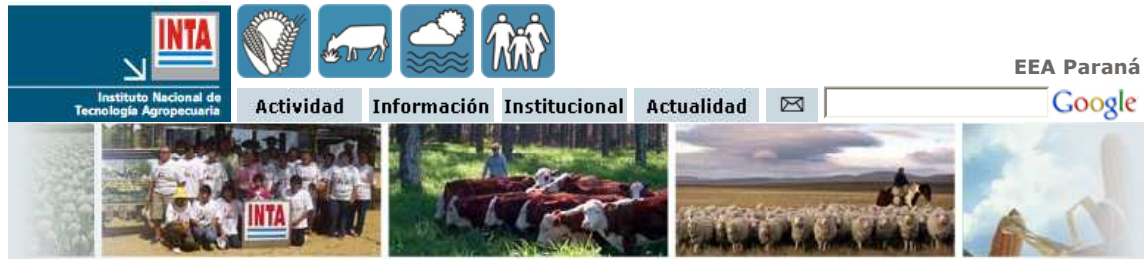 INTA
Instituto Nacional de
Tecnología Agropecuaria
EEA Paraná
Actividad Información Institucional Actualidad Google
INTA